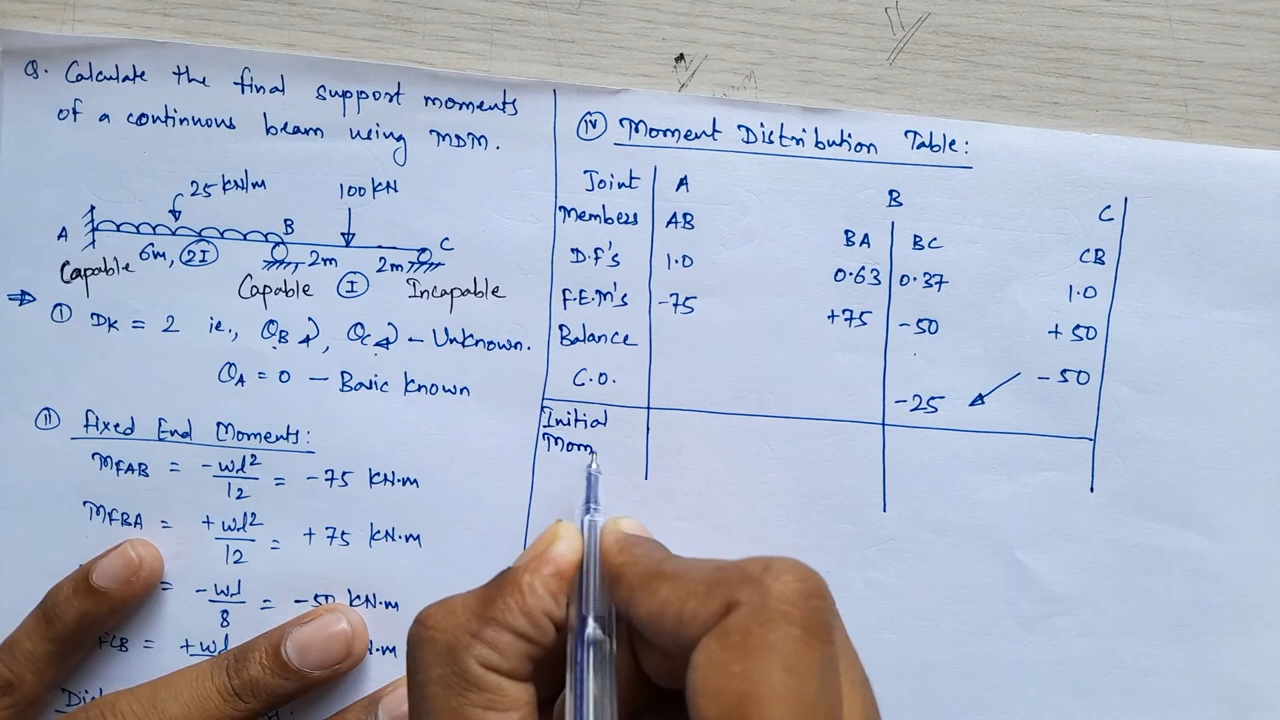 Q. Calculate the final support moments
of a continuous beam using MDM.
25 kN/m
100 kN
A
B
C
6m, 2I
2m
2m
Capable
Capable
I
Incapable
⇒ i DK = 2 ie., θB, θC – Unknown.
θA = 0 – Basic Known
ii Fixed End Moments:
MFAB = -wl²/12 = -75 kN.m
MFBA = +wl²/12 = +75 kN.m
= -wl/8 = -50 kN.m
FCB = +wl
iv Moment Distribution Table:
Joint A B C
Members AB BA BC CB
D.f's 1.0 0.63 0.37 1.0
F.E.M's -75 +75 -50 +50
Balance -50
C.O. -25
Initial
Mom